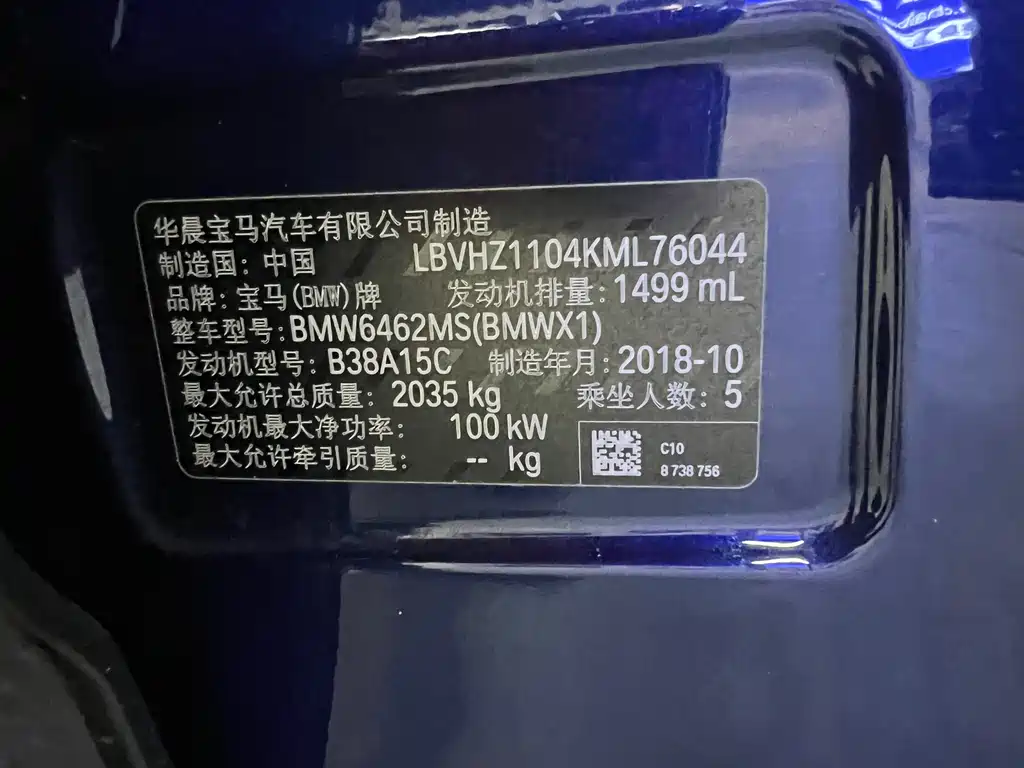 华晨宝马汽车有限公司制造
制造国：中国 LBVHZ1104KML76044
品牌：宝马(BMW)牌 发动机排量：1499 mL
整车型号：BMW6462MS(BMWX1)
发动机型号：B38A15C 制造年月：2018-10
最大允许总质量：2035 kg 乘坐人数：5
发动机最大净功率：100 kW
最大允许牵引质量：-- kg
C10
8 738 756